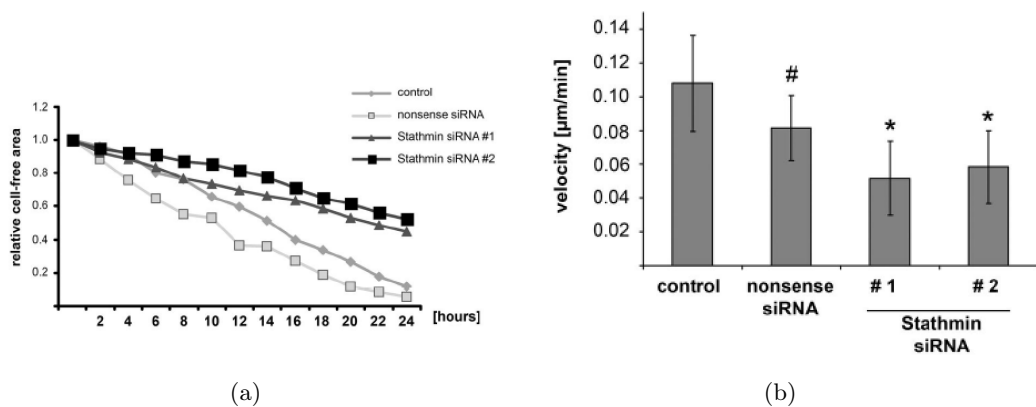 control
nonsense siRNA
Stathmin siRNA #1
Stathmin siRNA #2
relative cell-free area
1.2
1.0
0.8
0.6
0.4
0.2
2 4 6 8 10 12 14 16 18 20 22 24 [hours]
(a)
velocity [µm/min]
0.14
0.12
0.10
0.08
0.06
0.04
0.02
#
*
*
control nonsense siRNA # 1 # 2
Stathmin
siRNA
(b)